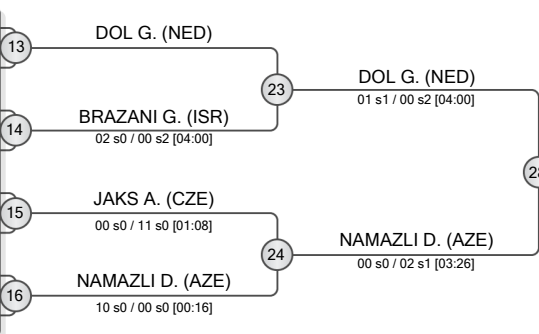 13
DOL G. (NED)
23
DOL G. (NED)
01 s1 / 00 s2 [04:00]
14
BRAZANI G. (ISR)
02 s0 / 00 s2 [04:00]
15
JAKS A. (CZE)
00 s0 / 11 s0 [01:08]
24
NAMAZLI D. (AZE)
00 s0 / 02 s1 [03:26]
16
NAMAZLI D. (AZE)
10 s0 / 00 s0 [00:16]